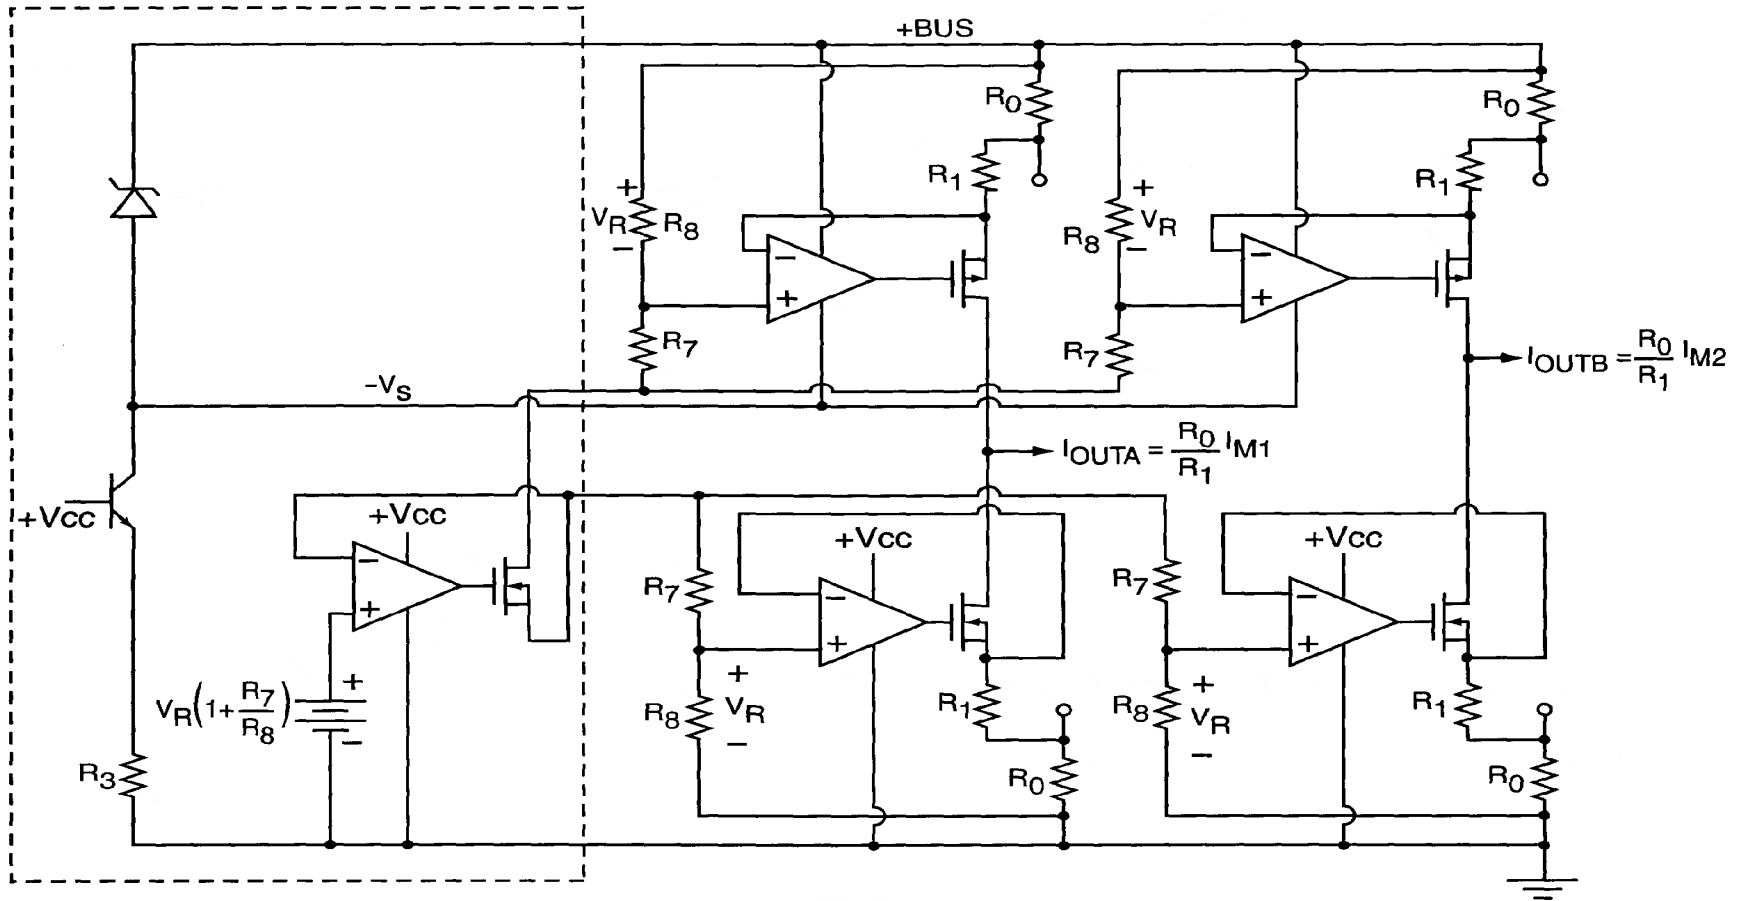 +BUS
R0
R0
R1
R1
+
VR
−
R8
+
VR
−
R8
−
+
−
+
R7
R7
−VS
IOUTB = R0/R1 IM2
IOUTA = R0/R1 IM1
+VCC
+VCC
+VCC
+VCC
−
+
R7
−
+
R7
−
+
VR(1+R7/R8)
+
−
R8
+
VR
−
R1
R8
+
VR
−
R1
R3
R0
R0